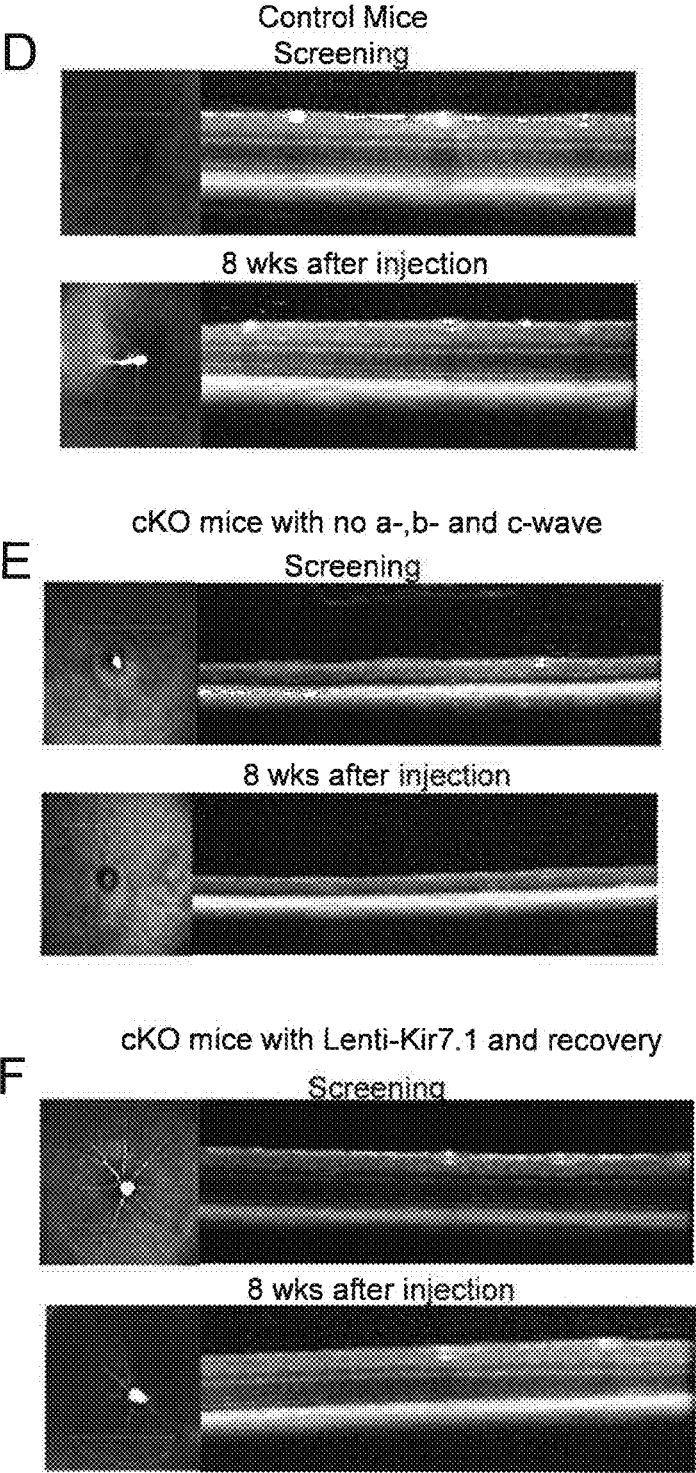 Control Mice
D
Screening
8 wks after injection
cKO mice with no a-,b- and c-wave
E
Screening
8 wks after injection
cKO mice with Lenti-Kir7.1 and recovery
F
Screening
8 wks after injection